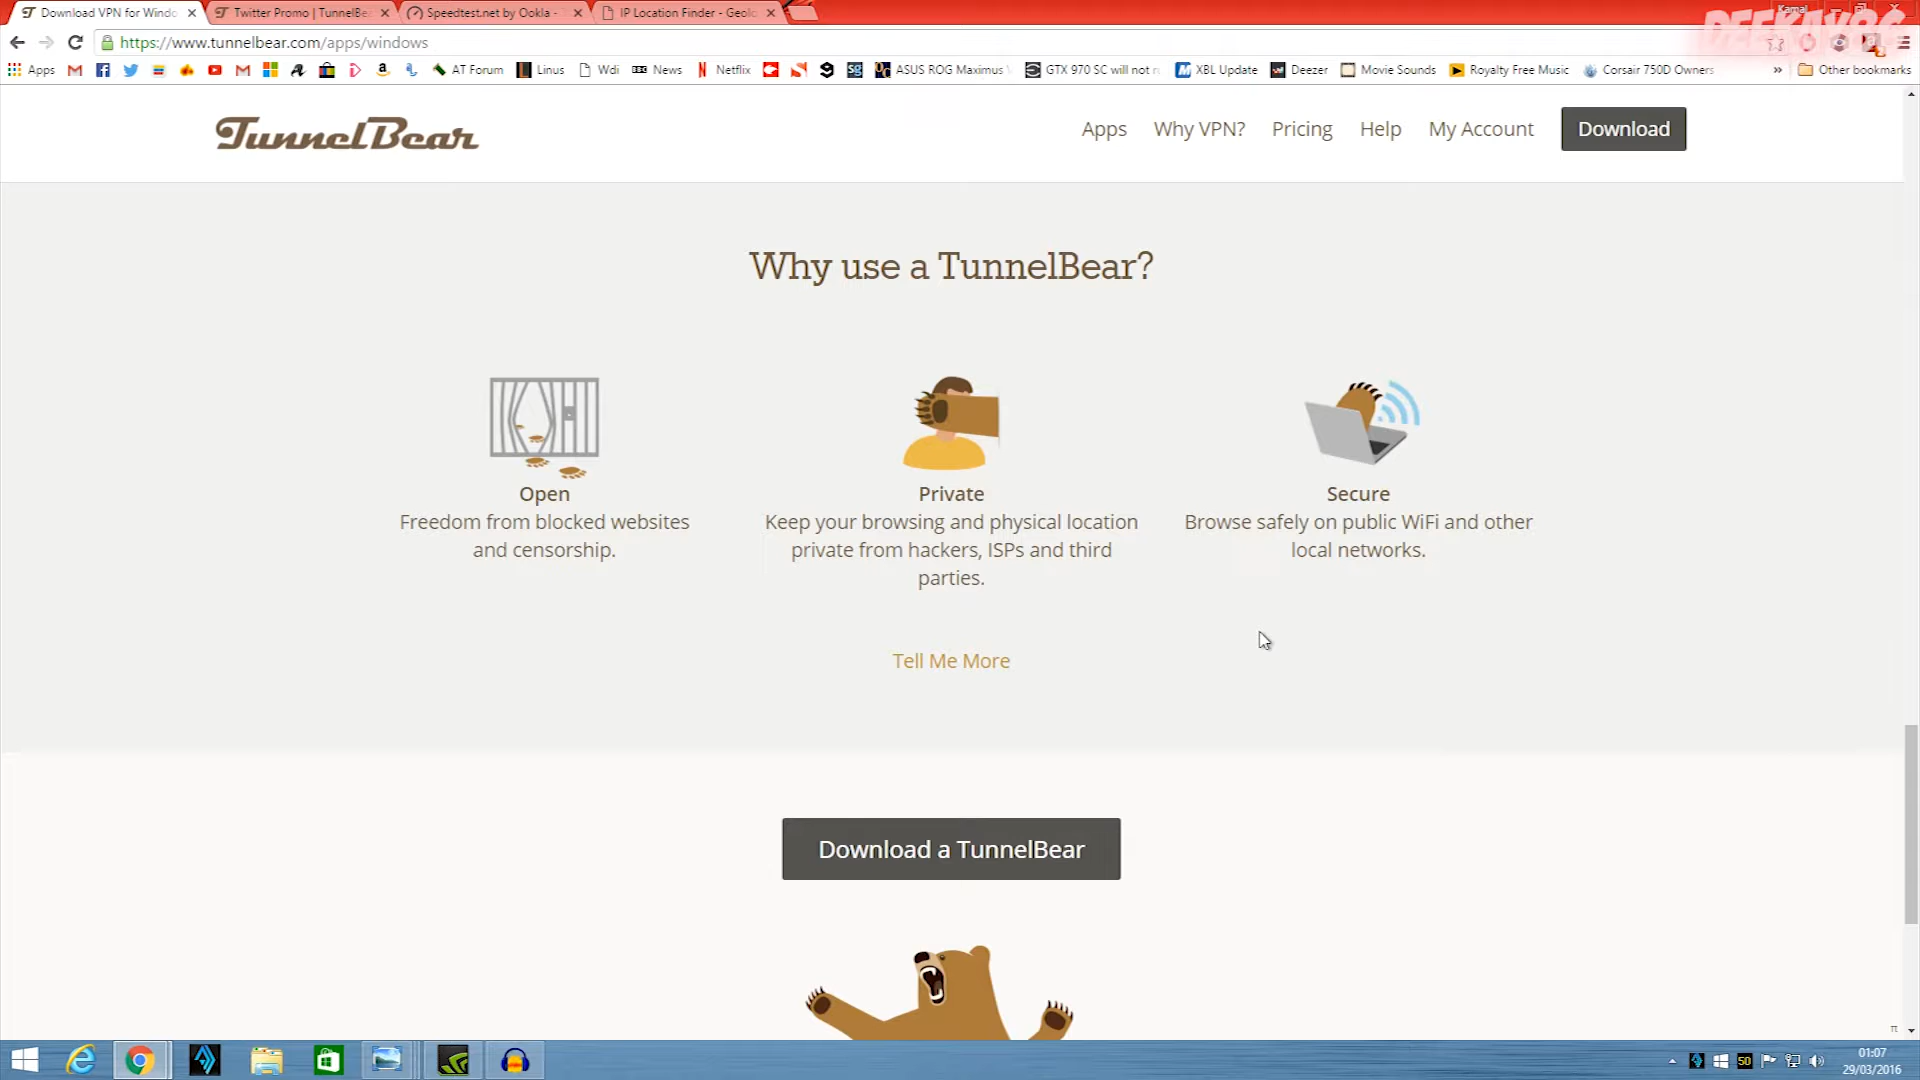 Download VPN for Windo
Twitter Promo | TunnelBe
Speedtest.net by Ookla -
IP Location Finder - Geolo
Kamal
DEEKAY86
https://www.tunnelbear.com/apps/windows
Apps
AT Forum
Linus
Wdi
BBC News
Netflix
ASUS ROG Maximus
GTX 970 SC will not r
XBL Update
Deezer
Movie Sounds
Royalty Free Music
Corsair 750D Owners
»
Other bookmarks
TunnelBear
Apps
Why VPN?
Pricing
Help
My Account
Download
Why use a TunnelBear?
Open
Freedom from blocked websites
and censorship.
Private
Keep your browsing and physical location
private from hackers, ISPs and third
parties.
Secure
Browse safely on public WiFi and other
local networks.
Tell Me More
Download a TunnelBear
π
50
01:07
29/03/2016